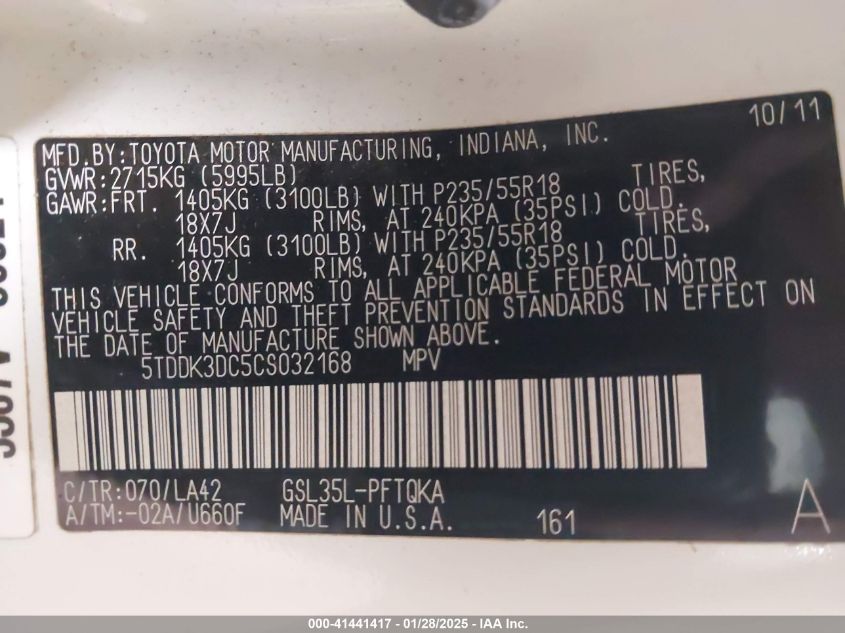 10/11
MFD.BY:TOYOTA MOTOR MANUFACTURING, INDIANA, INC.
GVWR:2715KG (5995LB)
GAWR:FRT. 1405KG (3100LB) WITH P235/55R18 TIRES,
18X7J RIMS, AT 240KPA (35PSI) COLD.
RR. 1405KG (3100LB) WITH P235/55R18 TIRES,
18X7J RIMS, AT 240KPA (35PSI) COLD.
THIS VEHICLE CONFORMS TO ALL APPLICABLE FEDERAL MOTOR
VEHICLE SAFETY AND THEFT PREVENTION STANDARDS IN EFFECT ON
THE DATE OF MANUFACTURE SHOWN ABOVE.
5TDDK3DC5CS032168 MPV
C/TR:070/LA42 GSL35L-PFTQKA
A/TM:-02A/U660F MADE IN U.S.A. 161 A
000-41441417 - 01/28/2025 - IAA Inc.